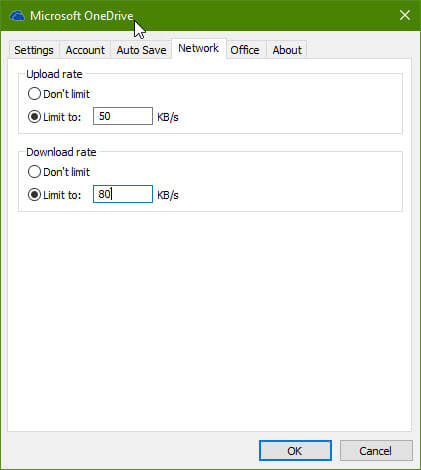 Microsoft OneDrive
Settings Account Auto Save Network Office About
Upload rate
Don't limit
Limit to: 50 KB/s
Download rate
Don't limit
Limit to: 80 KB/s
OK Cancel